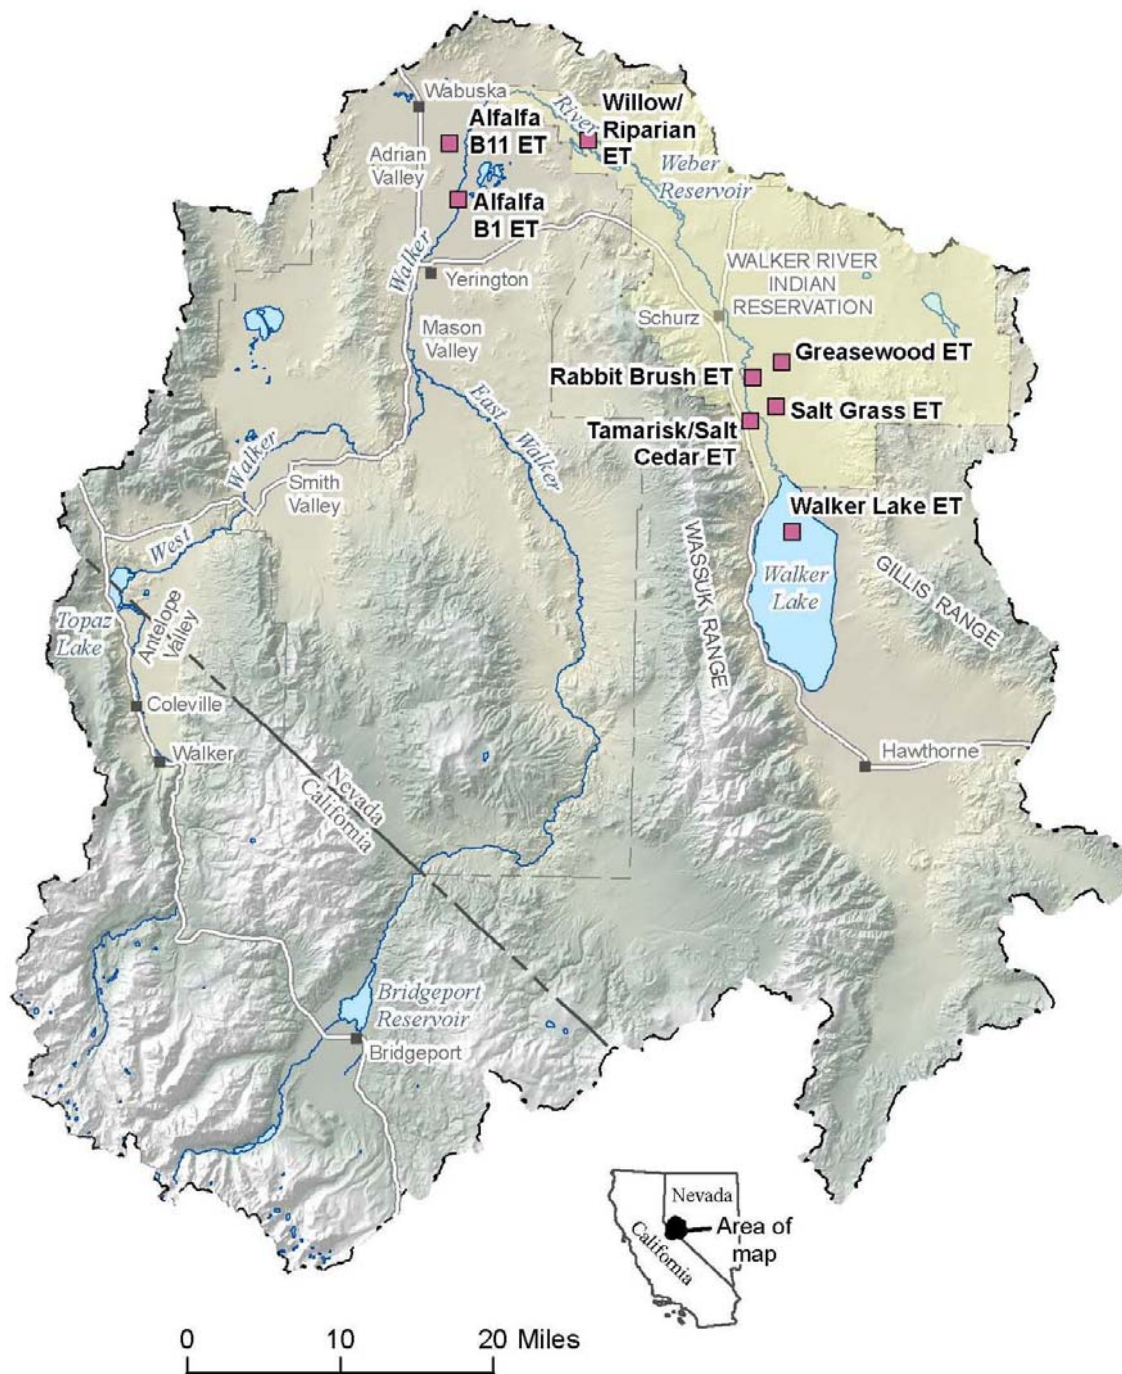 Wabuska
Alfalfa
B11 ET
River
Willow/
Riparian
ET
Adrian
Valley
Weber
Reservoir
Alfalfa
B1 ET
Walker
Yerington
WALKER RIVER
INDIAN
RESERVATION
Schurz
Mason
Valley
Greasewood ET
Rabbit Brush ET
East
Walker
Salt Grass ET
Tamarisk/Salt
Cedar ET
Walker
Smith
Valley
West
Walker Lake ET
WASSUK RANGE
Walker
Lake
GILLIS RANGE
Topaz
Lake
Antelope
Valley
Coleville
Walker
Hawthorne
Nevada
California
Bridgeport
Reservoir
Bridgeport
Nevada
California
Area of
map
0 10 20 Miles